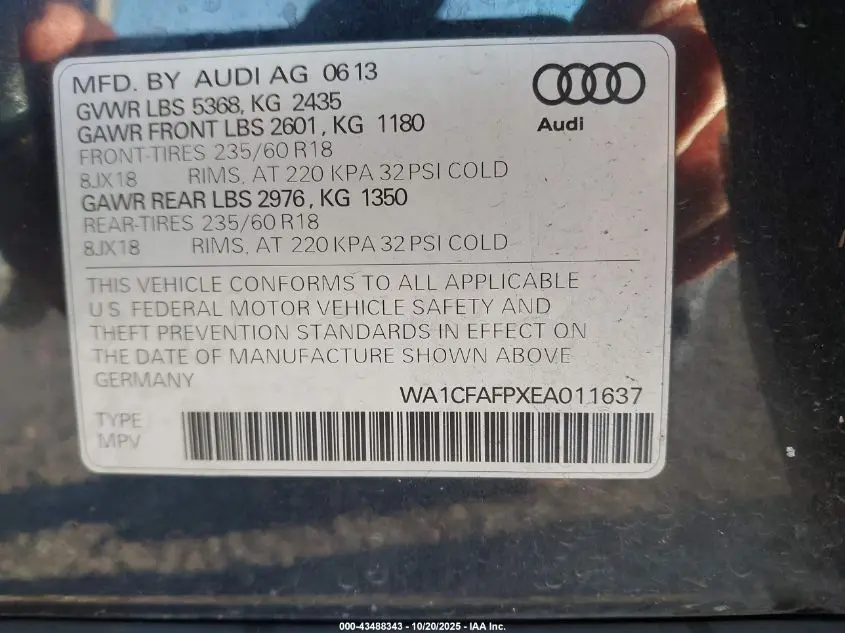 MFD. BY AUDI AG 06 13
GVWR LBS 5368, KG 2435
GAWR FRONT LBS 2601, KG 1180
FRONT-TIRES 235/60 R18
8JX18 RIMS, AT 220 KPA 32 PSI COLD
GAWR REAR LBS 2976, KG 1350
REAR-TIRES 235/60 R18
8JX18 RIMS, AT 220 KPA 32 PSI COLD
Audi
THIS VEHICLE CONFORMS TO ALL APPLICABLE
U.S. FEDERAL MOTOR VEHICLE SAFETY AND
THEFT PREVENTION STANDARDS IN EFFECT ON
THE DATE OF MANUFACTURE SHOWN ABOVE
GERMANY
WA1CFAFPXEA011637
TYPE
MPV
000-43488343 - 10/20/2025 - IAA Inc.